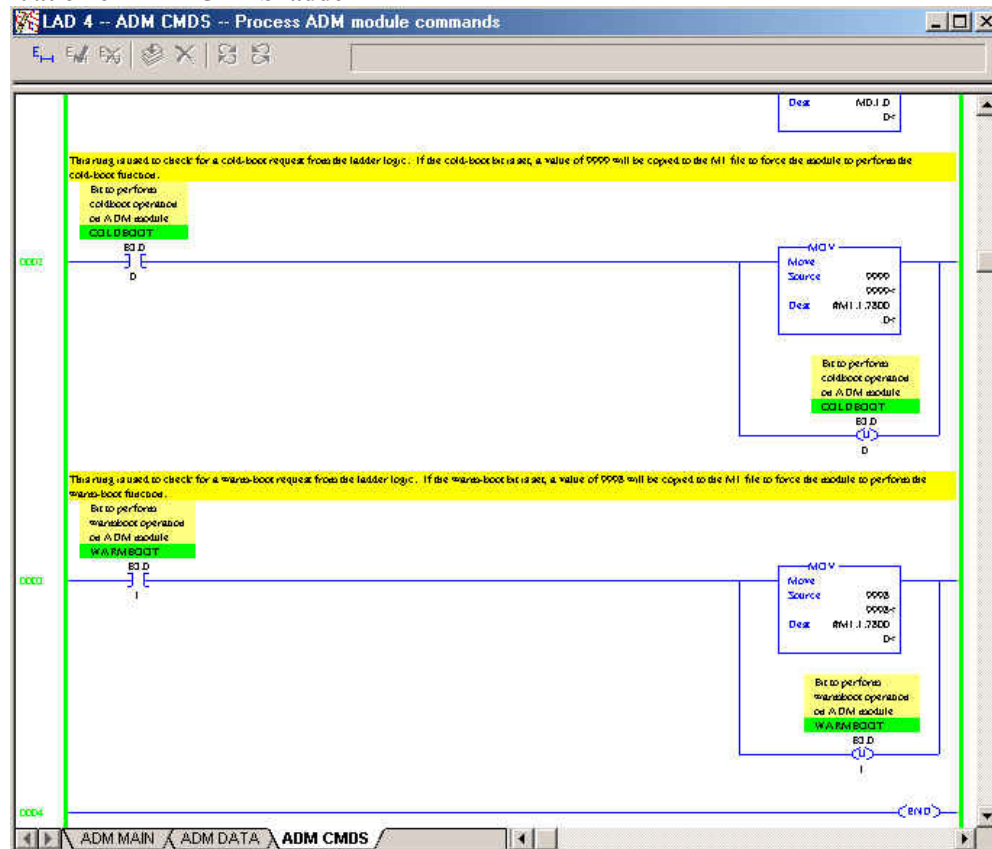 LAD 4 -- ADM CMDS -- Process ADM module commands
Dest
This rung is used to check for a cold-boot request from the ladder logic. If the cold-boot bit is set, a value of 9999 will be copied to the M1 file to force the module to perform the
cold-boot function.
Bit to perform
coldboot operation
on ADM module
COLDBOOT
B3:0
0
0002
MOV
Move
Source 9999
9999<
Dest #M1:1.7800
0<
Bit to perform
coldboot operation
on ADM module
COLDBOOT
B3:0
U
0
This rung is used to check for a warm-boot request from the ladder logic. If the warm-boot bit is set, a value of 9998 will be copied to the M1 file to force the module to perform the
warm-boot function.
Bit to perform
warmboot operation
on ADM module
WARMBOOT
B3:0
1
0003
MOV
Move
Source 9998
9998<
Dest #M1:1.7800
0<
Bit to perform
warmboot operation
on ADM module
WARMBOOT
B3:0
U
1
0004
END
ADM MAIN ADM DATA ADM CMDS